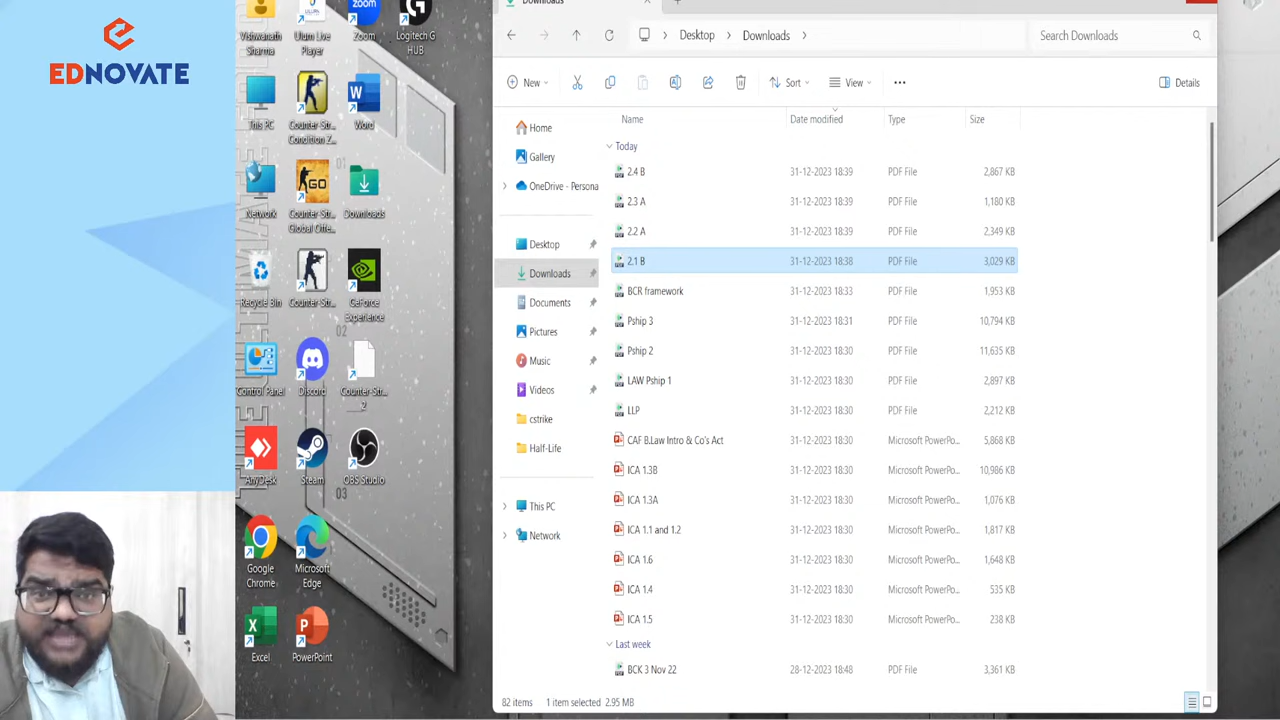 EDNOVATE
Vishwanath
Sharma
Ulum Live
Player
zoom
Zoom
Logitech G
HUB
This PC
Counter-Str...
Condition Z...
Word
Network
Counter-Str...
Global Offe...
Downloads
Recycle Bin
Counter-Str...
GeForce
Experience
Control Panel
Discord
Counter-Str...
2
AnyDesk
Steam
OBS Studio
Google
Chrome
Microsoft
Edge
Excel
PowerPoint
01
02
03
Downloads
Desktop
Downloads
Search Downloads
New
Sort
View
Details
Home
Gallery
OneDrive - Persona
Desktop
Downloads
Documents
Pictures
Music
Videos
cstrike
Half-Life
This PC
Network
Name Date modified Type Size
Today
2.4 B 31-12-2023 18:39 PDF File 2,867 KB
2.3 A 31-12-2023 18:39 PDF File 1,180 KB
2.2 A 31-12-2023 18:39 PDF File 2,349 KB
2.1 B 31-12-2023 18:38 PDF File 3,029 KB
BCR framework 31-12-2023 18:33 PDF File 1,953 KB
Pship 3 31-12-2023 18:31 PDF File 10,794 KB
Pship 2 31-12-2023 18:30 PDF File 11,635 KB
LAW Pship 1 31-12-2023 18:30 PDF File 2,897 KB
LLP 31-12-2023 18:30 PDF File 2,212 KB
CAF B.Law Intro & Co's Act 31-12-2023 18:30 Microsoft PowerPo... 5,868 KB
ICA 1.3B 31-12-2023 18:30 Microsoft PowerPo... 10,986 KB
ICA 1.3A 31-12-2023 18:30 Microsoft PowerPo... 1,076 KB
ICA 1.1 and 1.2 31-12-2023 18:30 Microsoft PowerPo... 1,817 KB
ICA 1.6 31-12-2023 18:30 Microsoft PowerPo... 1,648 KB
ICA 1.4 31-12-2023 18:30 Microsoft PowerPo... 535 KB
ICA 1.5 31-12-2023 18:30 Microsoft PowerPo... 238 KB
Last week
BCK 3 Nov 22 28-12-2023 18:48 PDF File 3,361 KB
82 items 1 item selected 2.95 MB